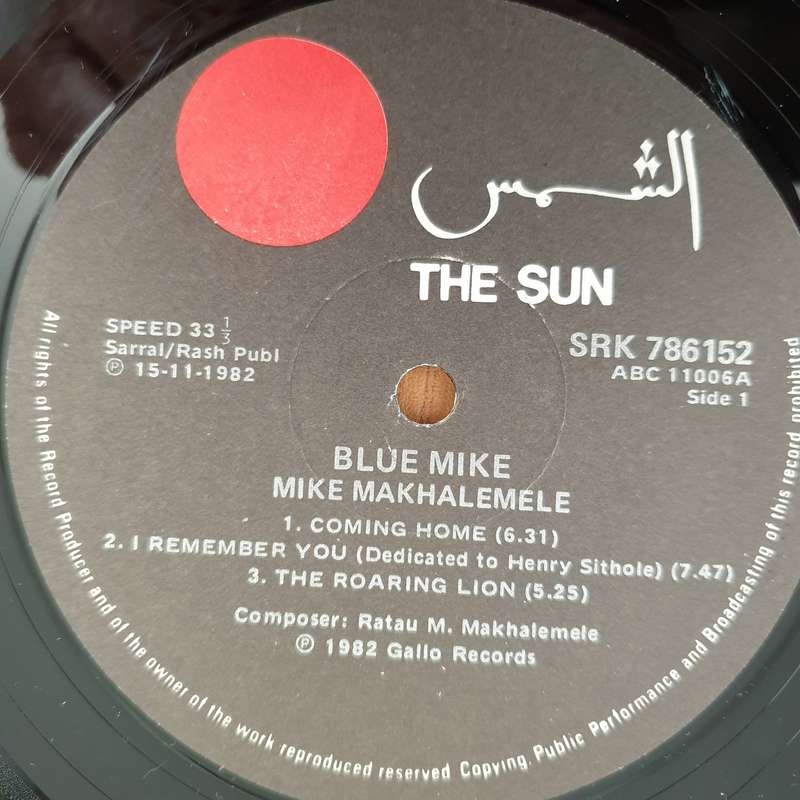 الشمس
THE SUN
SPEED 33 1/3
Sarral/Rash Publ
℗ 15-11-1982
SRK 786152
ABC 11006A
Side 1
BLUE MIKE
MIKE MAKHALEMELE
1. COMING HOME (6.31)
2. I REMEMBER YOU (Dedicated to Henry Sithole) (7.47)
3. THE ROARING LION (5.25)
Composer: Ratau M. Makhalemele
℗ 1982 Gallo Records
All rights of the Record Producer and of the owner of the work reproduced reserved Copying, Public Performance and Broadcasting of this record prohibited